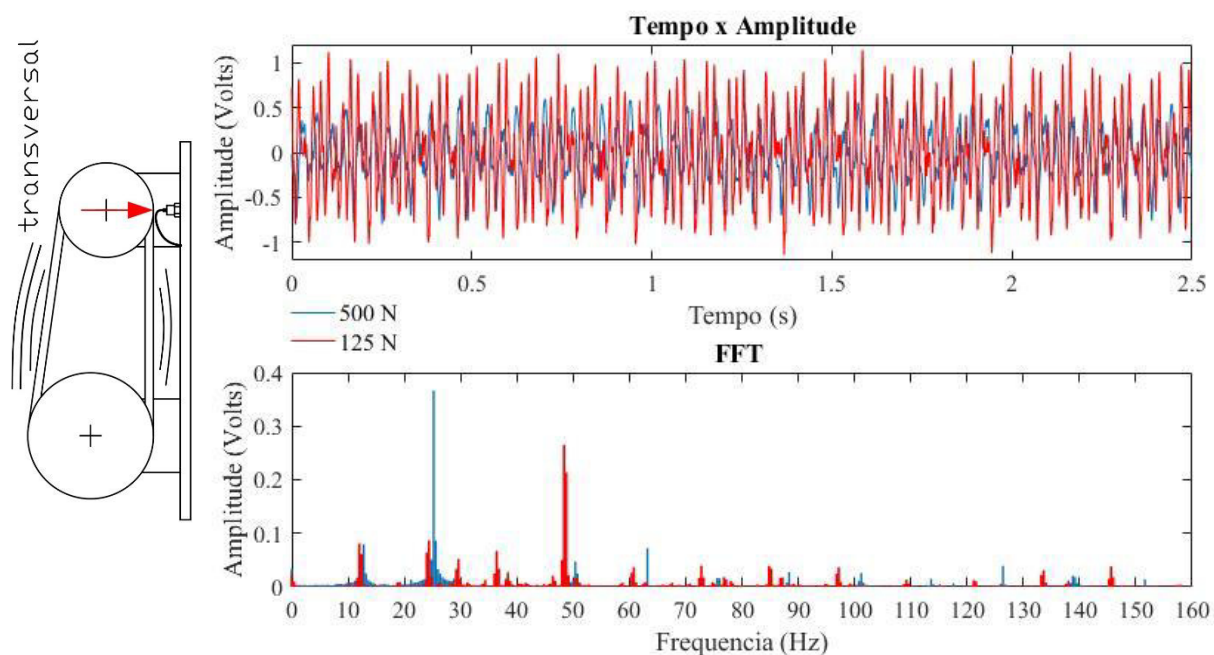 transversal
Tempo x Amplitude
Amplitude (Volts)
1
0.5
0
-0.5
-1
0 0.5 1 1.5 2 2.5
Tempo (s)
500 N
125 N
FFT
Amplitude (Volts)
0.4
0.3
0.2
0.1
0
0 10 20 30 40 50 60 70 80 90 100 110 120 130 140 150 160
Frequencia (Hz)